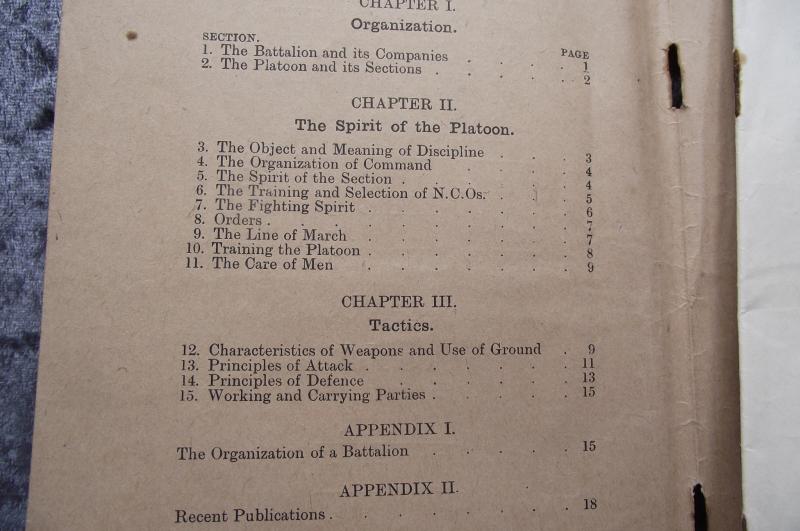 CHAPTER I.
Organization.
SECTION. PAGE
1. The Battalion and its Companies . . . 1
2. The Platoon and its Sections . . . . 2
CHAPTER II.
The Spirit of the Platoon.
3. The Object and Meaning of Discipline . . . 3
4. The Organization of Command . . . . 4
5. The Spirit of the Section . . . . . 4
6. The Training and Selection of N.C.Os. . . . 5
7. The Fighting Spirit . . . . . . 6
8. Orders . . . . . . . . 7
9. The Line of March . . . . . . 7
10. Training the Platoon . . . . . . 8
11. The Care of Men . . . . . . 9
CHAPTER III.
Tactics.
12. Characteristics of Weapons and Use of Ground . 9
13. Principles of Attack . . . . . . 11
14. Principles of Defence . . . . . 13
15. Working and Carrying Parties . . . . 15
APPENDIX I.
The Organization of a Battalion . . . . 15
APPENDIX II.
Recent Publications . . . . . . 18